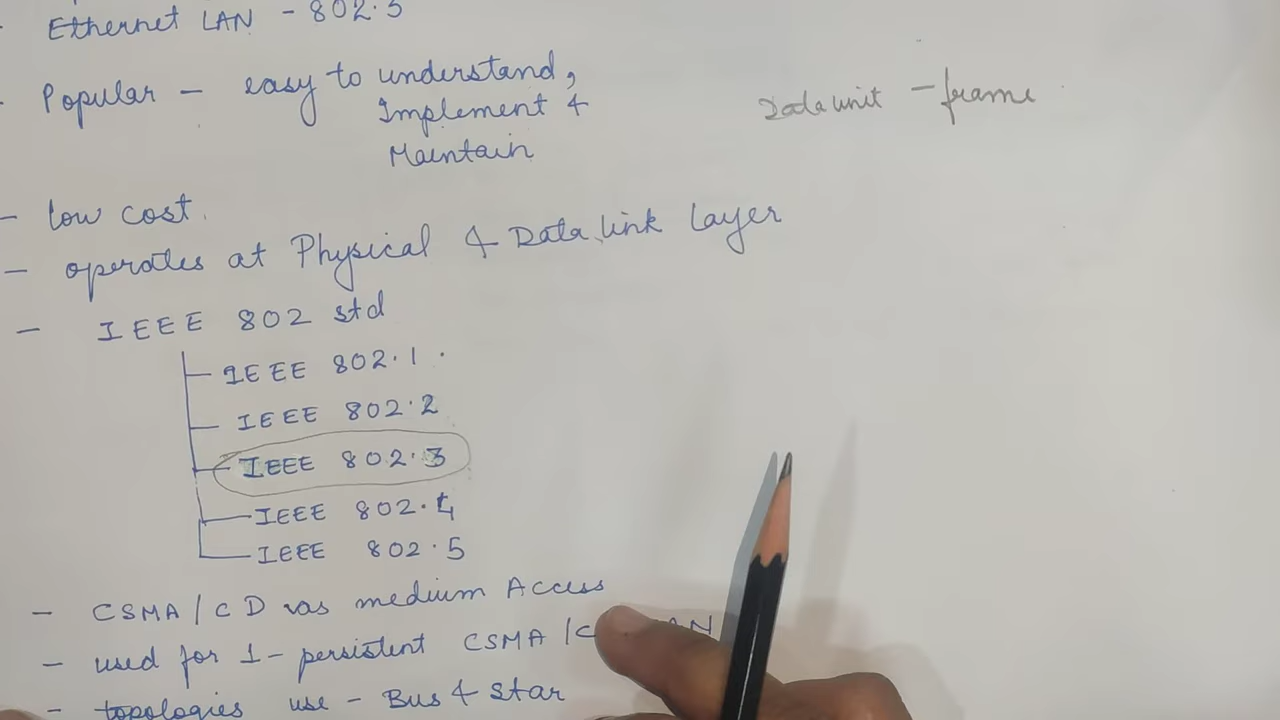 - Ethernet LAN - 802.3
- Popular - easy to understand,
Implement &
Maintain
Data unit - frame
- low cost.
- operates at Physical & Data link Layer
- IEEE 802 std
IEEE 802.1
IEEE 802.2
IEEE 802.3
IEEE 802.4
IEEE 802.5
- CSMA/CD as medium Access
- used for 1-persistent CSMA/C
- topologies use - Bus & Star